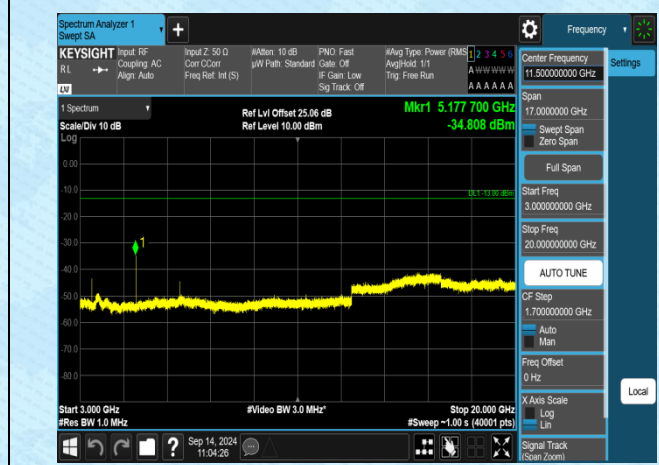 Spectrum Analyzer 1
Swept SA
+
Frequency
KEYSIGHT
RL
LXI
Input: RF
Coupling: AC
Align: Auto
Input Z: 50 Ω
Corr CCorr
Freq Ref: Int (S)
#Atten: 10 dB
µW Path: Standard
PNO: Fast
Gate: Off
IF Gain: Low
Sig Track: Off
#Avg Type: Power (RMS
Avg|Hold: 1/1
Trig: Free Run
1 2 3 4 5 6
A W W W W W
A A A A A A
1 Spectrum
Scale/Div 10 dB
Log
Ref Lvl Offset 25.06 dB
Ref Level 10.00 dBm
Mkr1 5.177 700 GHz
-34.808 dBm
0.00
-10.0
-20.0
-30.0
-40.0
-50.0
-60.0
-70.0
-80.0
DL1 -13.00 dBm
1
Start 3.000 GHz
#Res BW 1.0 MHz
#Video BW 3.0 MHz*
Stop 20.000 GHz
#Sweep ~1.00 s (40001 pts)
Center Frequency
11.500000000 GHz
Settings
Span
17.0000000 GHz
Swept Span
Zero Span
Full Span
Start Freq
3.000000000 GHz
Stop Freq
20.000000000 GHz
AUTO TUNE
CF Step
1.700000000 GHz
Auto
Man
Freq Offset
0 Hz
X Axis Scale
Log
Lin
Local
Signal Track
(Span Zoom)
?
Sep 14, 2024
11:04:26